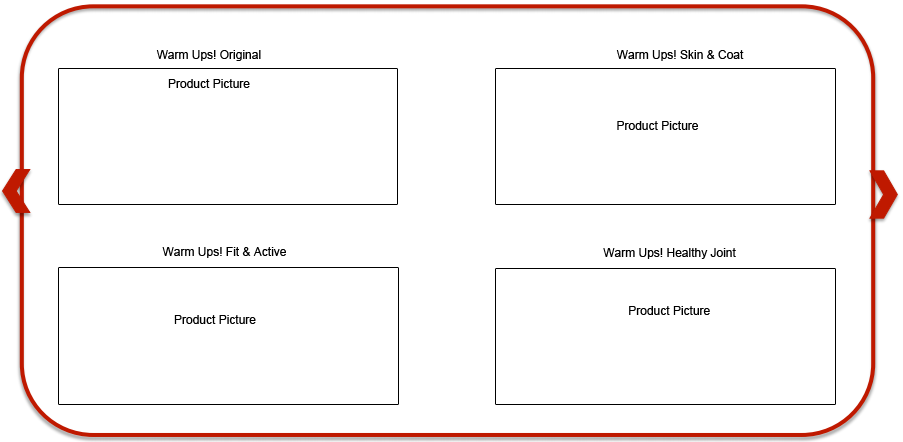 Warm Ups! Original
Product Picture
Warm Ups! Skin & Coat
Product Picture
Warm Ups! Fit & Active
Product Picture
Warm Ups! Healthy Joint
Product Picture